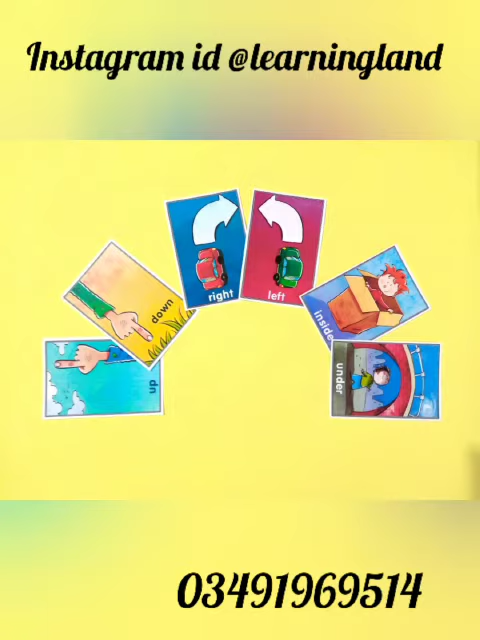 Instagram id @learningland
right
left
down
inside
up
under
03491969514